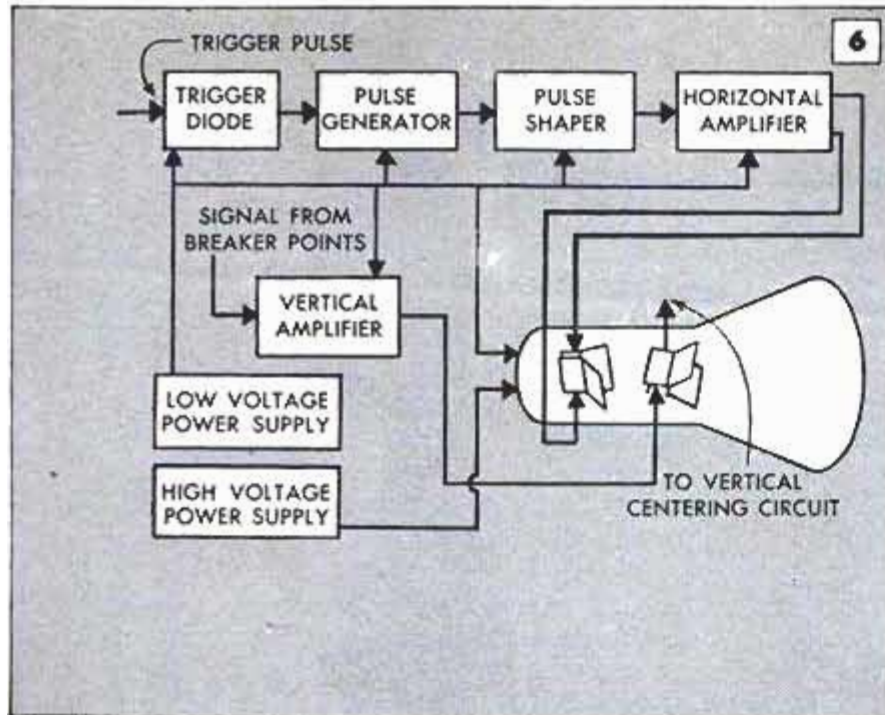 TRIGGER PULSE
6
TRIGGER
DIODE
PULSE
GENERATOR
PULSE
SHAPER
HORIZONTAL
AMPLIFIER
SIGNAL FROM
BREAKER POINTS
VERTICAL
AMPLIFIER
LOW VOLTAGE
POWER SUPPLY
HIGH VOLTAGE
POWER SUPPLY
TO VERTICAL
CENTERING CIRCUIT